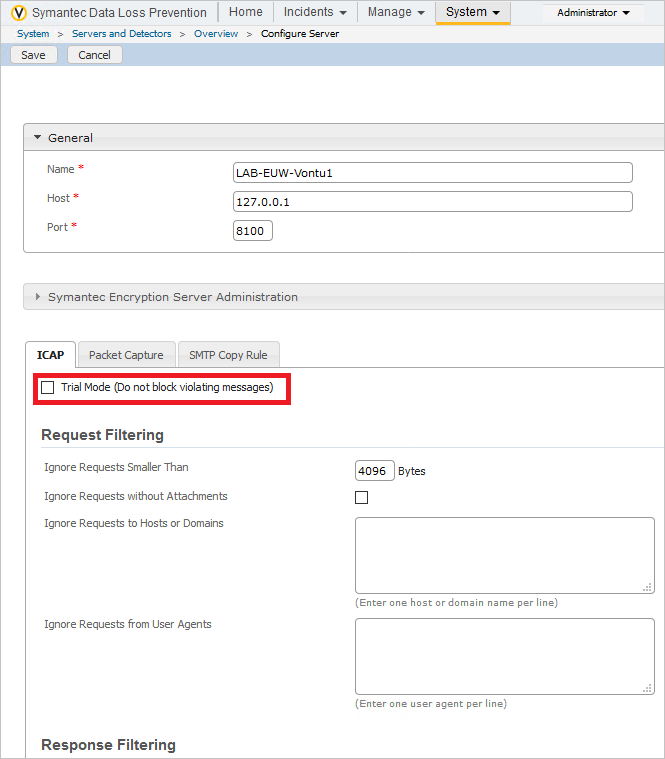 Symantec Data Loss Prevention Home Incidents Manage System Administrator
System > Servers and Detectors > Overview > Configure Server
Save Cancel
General
Name * LAB-EUW-Vontu1
Host * 127.0.0.1
Port * 8100
Symantec Encryption Server Administration
ICAP Packet Capture SMTP Copy Rule
Trial Mode (Do not block violating messages)
Request Filtering
Ignore Requests Smaller Than 4096 Bytes
Ignore Requests without Attachments
Ignore Requests to Hosts or Domains
(Enter one host or domain name per line)
Ignore Requests from User Agents
(Enter one user agent per line)
Response Filtering